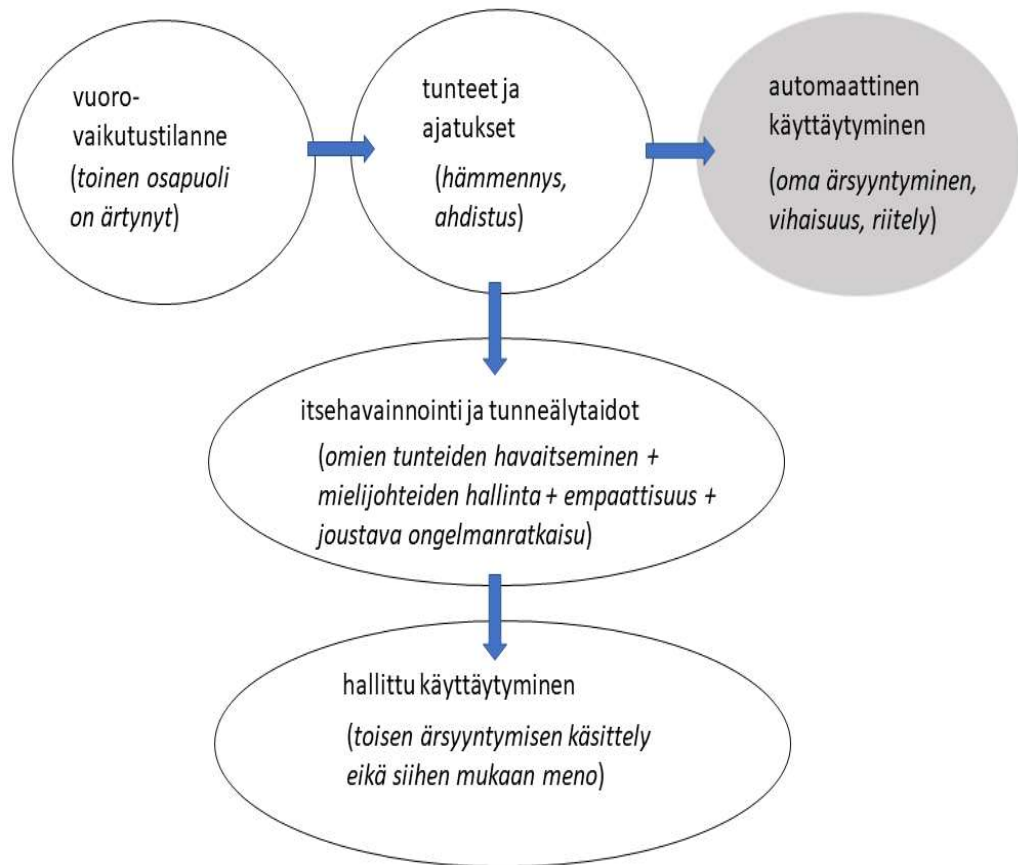 vuoro-
vaikutustilanne
(toinen osapuoli
on ärtynyt)
tunteet ja
ajatukset
(hämmennys,
ahdistus)
automaattinen
käyttäytyminen
(oma ärsyyntyminen,
vihaisuus, riitely)
itsehavainnointi ja tunneälytaidot
(omien tunteiden havaitseminen +
mielijohteiden hallinta + empaattisuus +
joustava ongelmanratkaisu)
hallittu käyttäytyminen
(toisen ärsyyntymisen käsittely
eikä siihen mukaan meno)